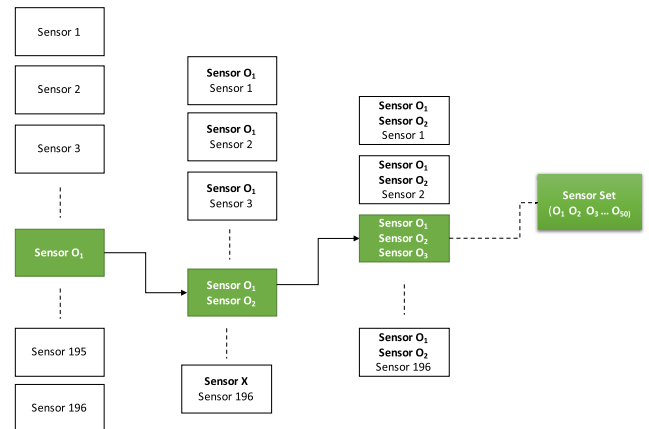 Sensor 1
Sensor 2
Sensor 3
Sensor O₁
Sensor 195
Sensor 196
Sensor O₁
Sensor 1
Sensor O₁
Sensor 2
Sensor O₁
Sensor 3
Sensor O₁
Sensor O₂
Sensor X
Sensor 196
Sensor O₁
Sensor O₂
Sensor 1
Sensor O₁
Sensor O₂
Sensor 2
Sensor O₁
Sensor O₂
Sensor O₃
Sensor O₁
Sensor O₂
Sensor 196
Sensor Set
(O₁ O₂ O₃ ... O₅₀₎